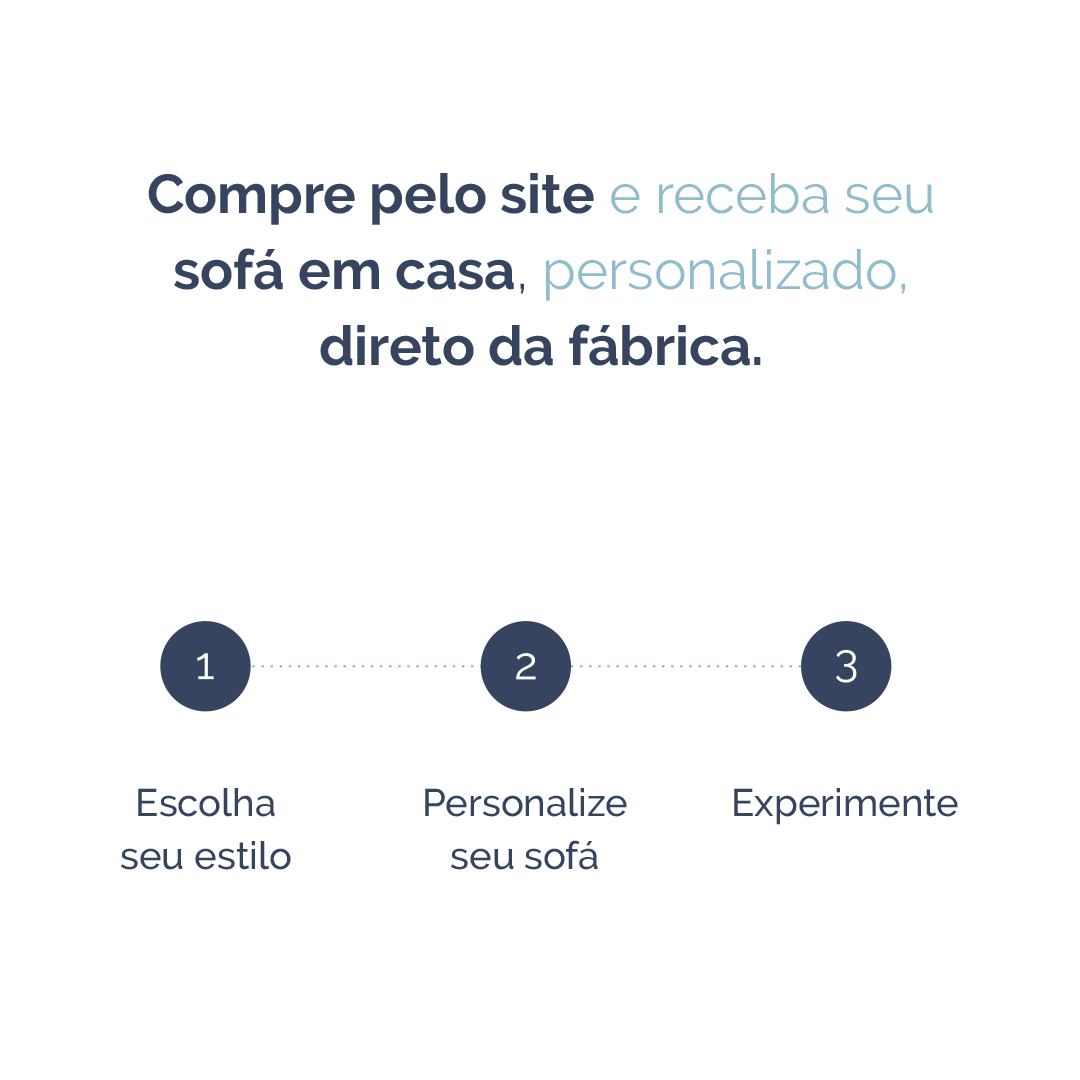 Compre pelo site e receba seu
sofá em casa, personalizado,
direto da fábrica.
1
2
3
Escolha
seu estilo
Personalize
seu sofá
Experimente